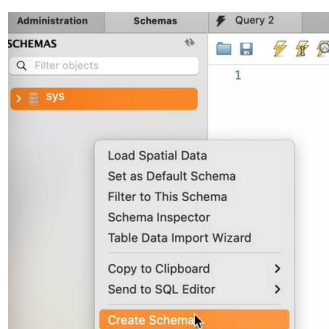 Administration
Schemas
Query 2
SCHEMAS
Filter objects
1
sys
Load Spatial Data
Set as Default Schema
Filter to This Schema
Schema Inspector
Table Data Import Wizard
Copy to Clipboard
Send to SQL Editor
Create Schema